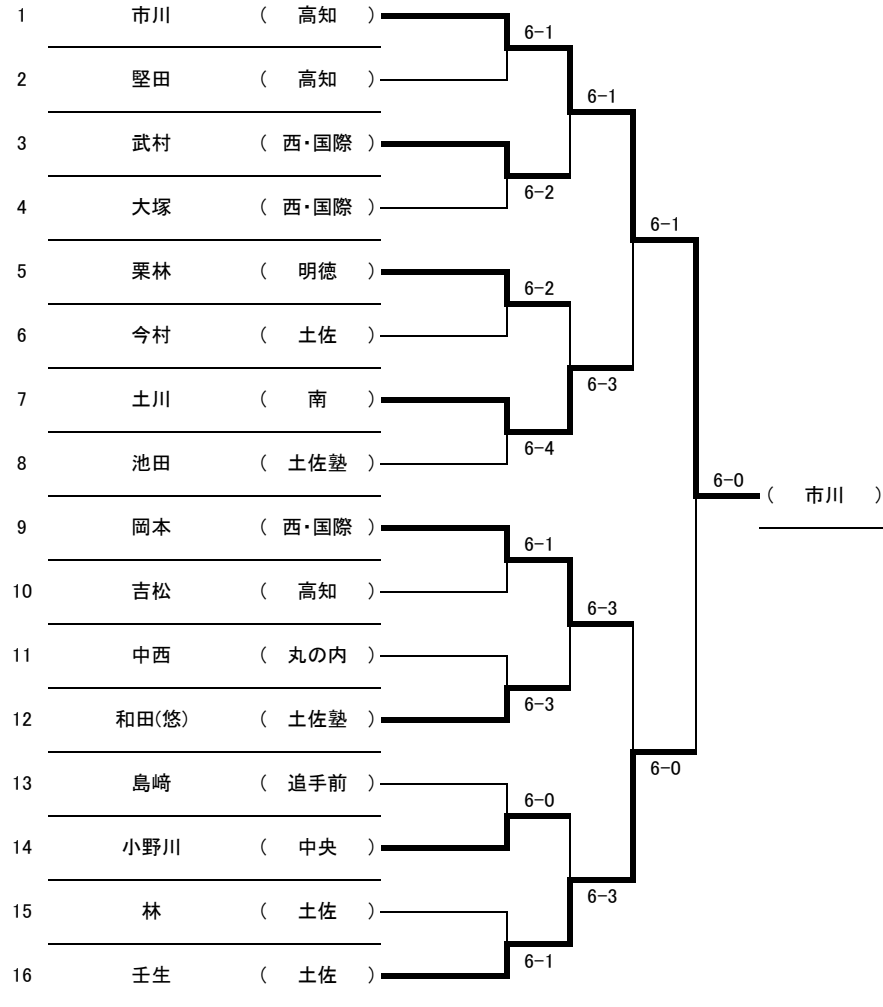 1 市川 ( 高知 )
6-1
2 堅田 ( 高知 )
6-1
3 武村 ( 西・国際 )
6-2
4 大塚 ( 西・国際 )
6-1
5 栗林 ( 明徳 )
6-2
6 今村 ( 土佐 )
6-3
7 土川 ( 南 )
6-4
8 池田 ( 土佐塾 )
6-0
( 市川 )
9 岡本 ( 西・国際 )
6-1
10 吉松 ( 高知 )
6-3
11 中西 ( 丸の内 )
6-3
12 和田(悠) ( 土佐塾 )
6-0
13 島﨑 ( 追手前 )
6-0
14 小野川 ( 中央 )
6-3
15 林 ( 土佐 )
6-1
16 壬生 ( 土佐 )